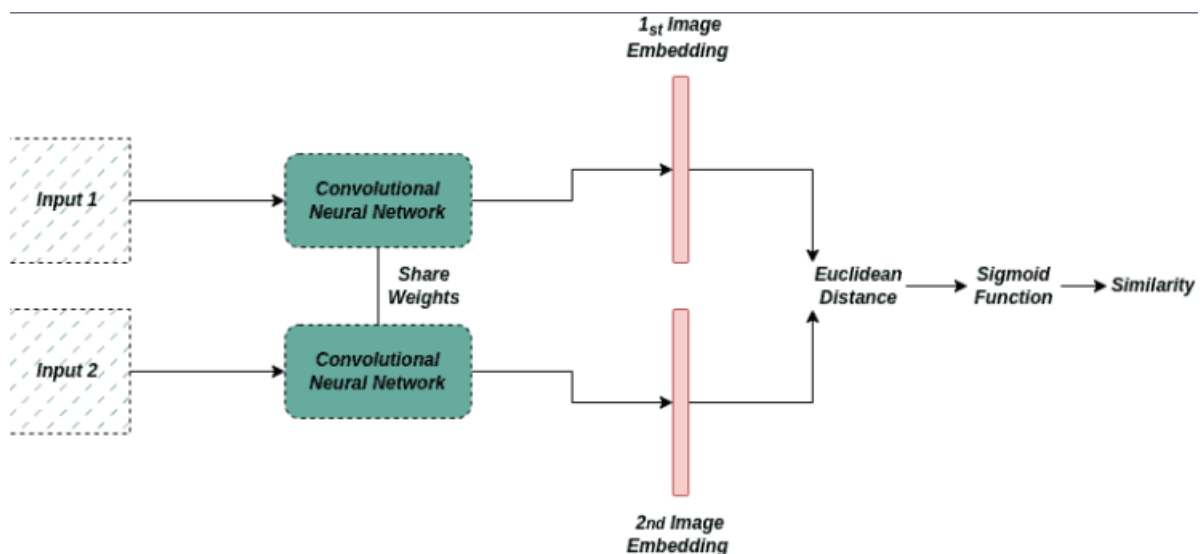 1st Image
Embedding
Input 1
Convolutional
Neural Network
Share
Weights
Euclidean
Distance
Sigmoid
Function
Similarity
Input 2
Convolutional
Neural Network
2nd Image
Embedding